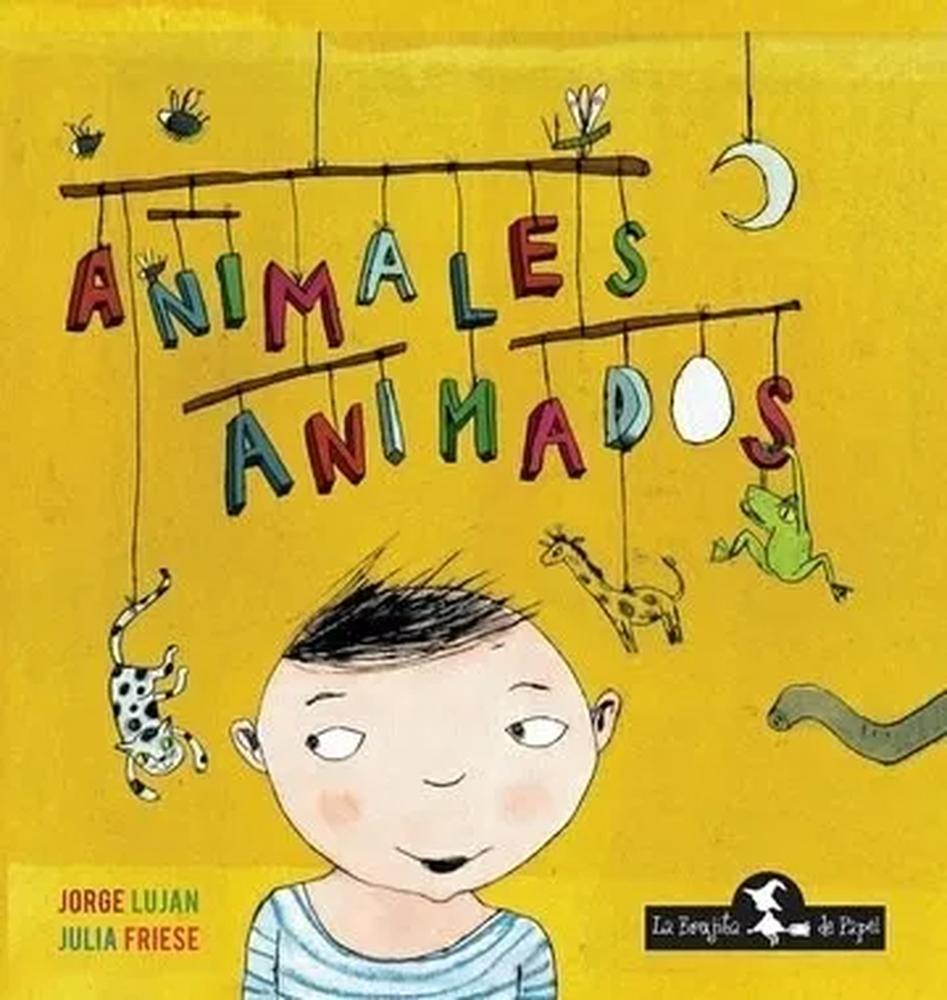 ANIMALES
ANIMADOS
JORGE LUJAN
JULIA FRIESE
La Brujita de Papel